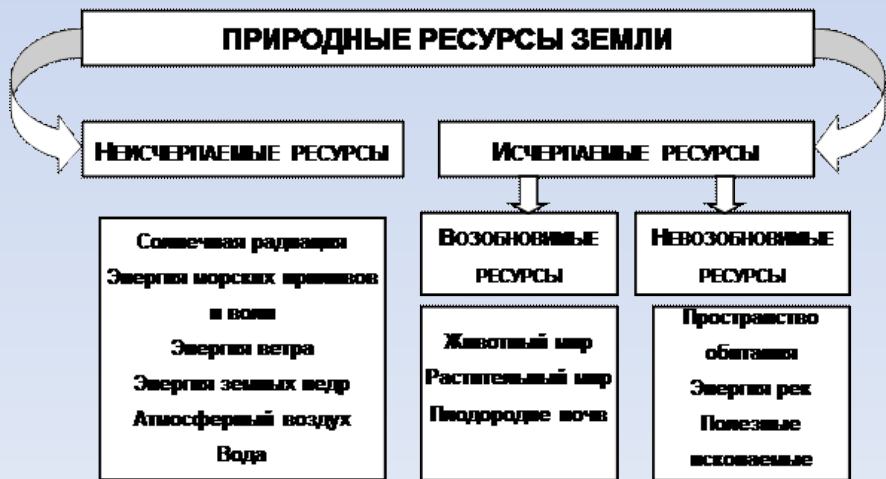 ПРИРОДНЫЕ РЕСУРСЫ ЗЕМЛИ
НЕИСЧЕРПАЕМЫЕ РЕСУРСЫ
ИСЧЕРПАЕМЫЕ РЕСУРСЫ
Солнечная радиация
Энергия морских приливов
и волн
Энергия ветра
Энергия земных недр
Атмосферный воздух
Вода
ВОЗОБНОВИМЫЕ
РЕСУРСЫ
Животный мир
Растительный мир
Плодородие почв
НЕВОЗОБНОВИМЫЕ
РЕСУРСЫ
Пространство
обитания
Энергия рек
Полезные
ископаемые